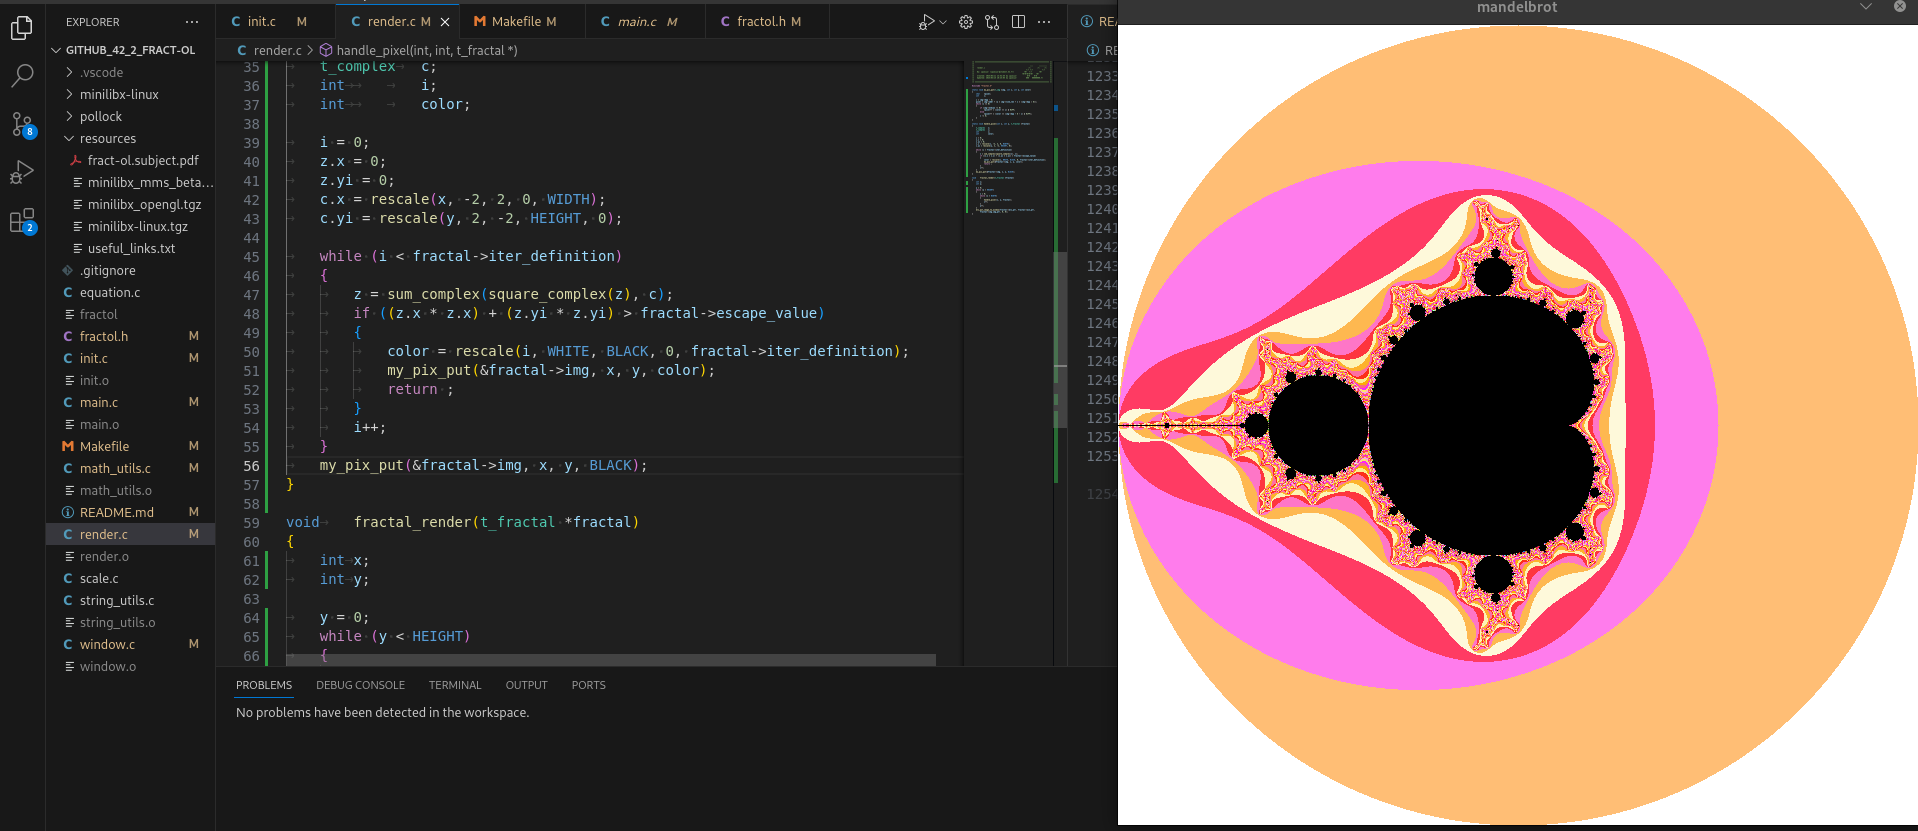 EXPLORER
GITHUB_42_2_FRACT-OL
.vscode
minilibx-linux
pollock
resources
fract-ol.subject.pdf
minilibx_mms_beta...
minilibx_opengl.tgz
minilibx-linux.tgz
useful_links.txt
.gitignore
equation.c
fractol
fractol.h M
init.c M
init.o
main.c M
main.o
Makefile M
math_utils.c M
math_utils.o
README.md M
render.c M
render.o
scale.c
string_utils.c
string_utils.o
window.c M
window.o
8
2
init.c M
render.c M
Makefile M
main.c M
fractol.h M
render.c > handle_pixel(int, int, t_fractal *)
35 t_complex c;
36 int i;
37 int color;
38
39 i = 0;
40 z.x = 0;
41 z.yi = 0;
42 c.x = rescale(x, -2, 2, 0, WIDTH);
43 c.yi = rescale(y, 2, -2, HEIGHT, 0);
44
45 while (i < fractal->iter_definition)
46 {
47 z = sum_complex(square_complex(z), c);
48 if ((z.x * z.x) + (z.yi * z.yi) > fractal->escape_value)
49 {
50 color = rescale(i, WHITE, BLACK, 0, fractal->iter_definition);
51 my_pix_put(&fractal->img, x, y, color);
52 return ;
53 }
54 i++;
55 }
56 my_pix_put(&fractal->img, x, y, BLACK);
57 }
58
59 void fractal_render(t_fractal *fractal)
60 {
61 int x;
62 int y;
63
64 y = 0;
65 while (y < HEIGHT)
66 {
PROBLEMS DEBUG CONSOLE TERMINAL OUTPUT PORTS
No problems have been detected in the workspace.
RE
RE
1233
1234
1235
1236
1237
1238
1239
1240
1241
1242
1243
1244
1245
1246
1247
1248
1249
1250
1251
1252
1253
1254
mandelbrot